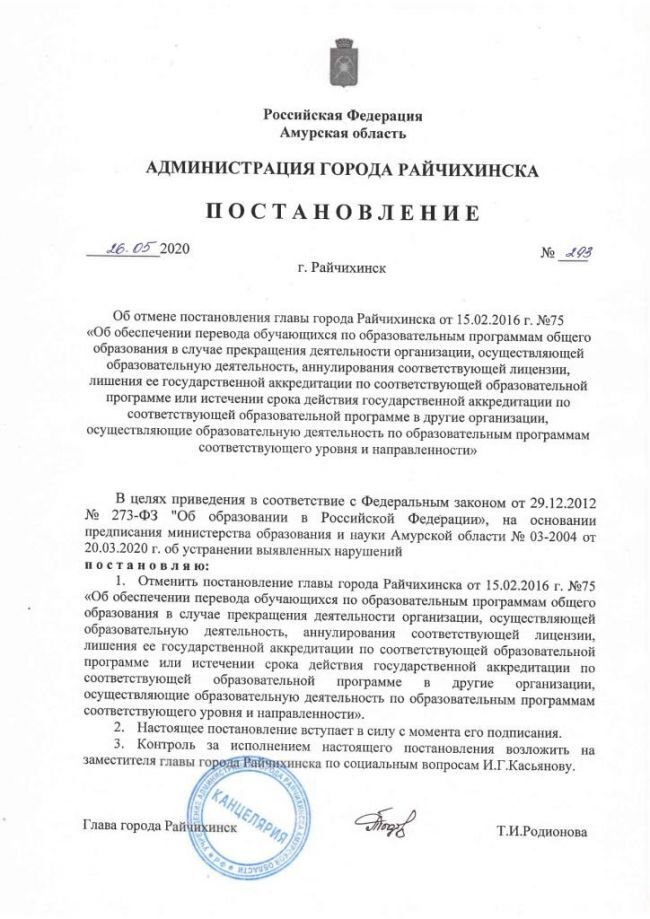 Российская Федерация
Амурская область
АДМИНИСТРАЦИЯ ГОРОДА РАЙЧИХИНСКА
ПОСТАНОВЛЕНИЕ
26.05 2020
№ 293
г. Райчихинск
Об отмене постановления главы города Райчихинска от 15.02.2016 г. №75
«Об обеспечении перевода обучающихся по образовательным программам общего
образования в случае прекращения деятельности организации, осуществляющей
образовательную деятельность, аннулирования соответствующей лицензии,
лишения ее государственной аккредитации по соответствующей образовательной
программе или истечении срока действия государственной аккредитации по
соответствующей образовательной программе в другие организации,
осуществляющие образовательную деятельность по образовательным программам
соответствующего уровня и направленности»
В целях приведения в соответствие с Федеральным законом от 29.12.2012
№ 273-ФЗ "Об образовании в Российской Федерации», на основании
предписания министерства образования и науки Амурской области № 03-2004 от
20.03.2020 г. об устранении выявленных нарушений
постановляю:
1. Отменить постановление главы города Райчихинска от 15.02.2016 г. №75
«Об обеспечении перевода обучающихся по образовательным программам общего
образования в случае прекращения деятельности организации, осуществляющей
образовательную деятельность, аннулирования соответствующей лицензии,
лишения ее государственной аккредитации по соответствующей образовательной
программе или истечении срока действия государственной аккредитации по
соответствующей образовательной программе в другие организации,
осуществляющие образовательную деятельность по образовательным программам
соответствующего уровня и направленности».
2. Настоящее постановление вступает в силу с момента его подписания.
3. Контроль за исполнением настоящего постановления возложить на
заместителя главы города Райчихинска по социальным вопросам И.Г.Касьянову.
Глава города Райчихинск
Т.И.Родионова
КАНЦЕЛЯРИЯ
УЧРЕЖДЕНИЕ АДМИНИСТРАЦИЯ ГОРОДА РАЙЧИХИНСКА АМУРСКОЙ ОБЛАСТИ